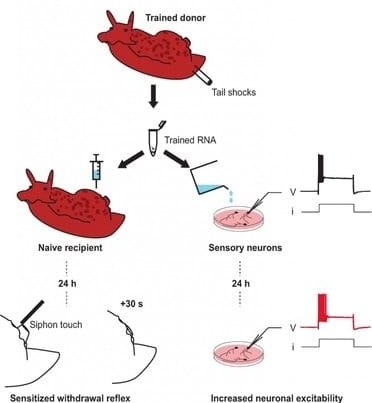 Trained donor
Tail shocks
Trained RNA
V
i
Naive recipient
Sensory neurons
24 h
24 h
+30 s
Siphon touch
V
i
Sensitized withdrawal reflex
Increased neuronal excitability